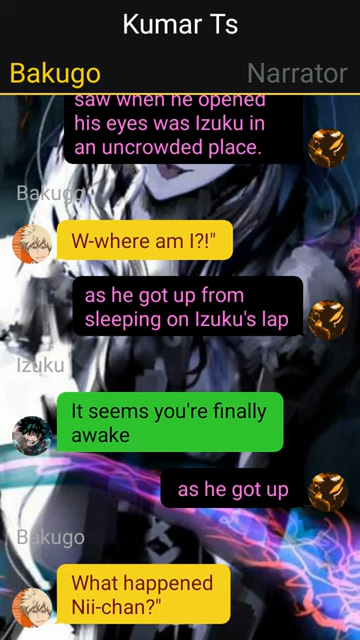 Kumar Ts
Bakugo
Narrator
saw when he opened
his eyes was Izuku in
an uncrowded place.
Bakugo
W-where am I?!"
as he got up from
sleeping on Izuku's lap
Izuku
It seems you're finally
awake
as he got up
Bakugo
What happened
Nii-chan?"